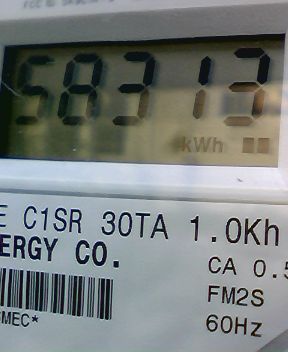 58313
kWh
E C1SR 30TA 1.0Kh
ERGY CO.
CA 0.5
FM2S
MEC*
60Hz